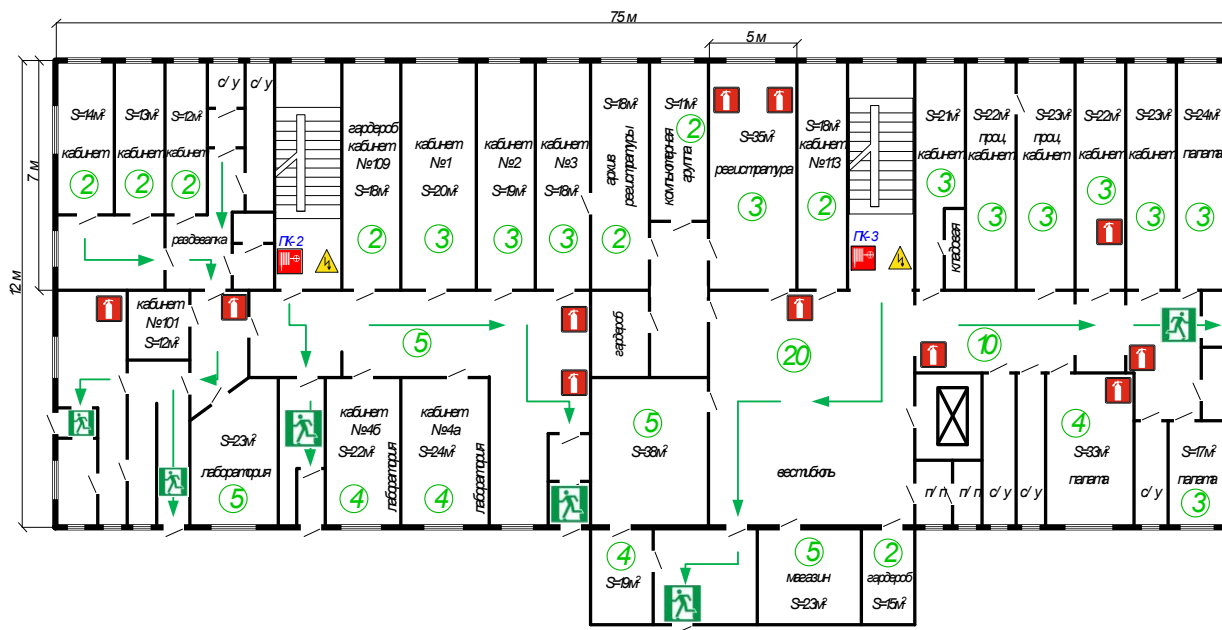 75 м
5 м
12 м
7 м
S=14м²
кабинет
2
S=13м²
кабинет
2
S=12м²
кабинет
2
с/ у
с/ у
раздевалка
ПК-2
гардероб
кабинет
№109
S=18м²
2
кабинет
№1
S=20м²
3
кабинет
№2
S=19м²
3
кабинет
№3
S=18м²
3
S=18м²
архив
регистратуры
2
S=11м²
2
компьютерная
группа
S=35м²
регистратура
3
S=18м²
кабинет
№113
2
ПК-3
S=21м²
кабинет
3
кладовая
S=22м²
проц.
кабинет
3
S=23м²
проц.
кабинет
3
S=22м²
кабинет
3
S=23м²
кабинет
3
S=24м²
палата
3
кабинет
№101
S=12м²
5
гардероб
20
10
S=23м²
лаборатория
5
кабинет
№4б
S=22м²
лаборатория
4
кабинет
№4а
S=24м²
лаборатория
4
5
S=38м²
вестибюль
п/ п
п/ п
с/ у
с/ у
4
S=33м²
палата
с/ у
S=17м²
палата
3
4
S=19м²
5
магазин
S=23м²
2
гардероб
S=15м²